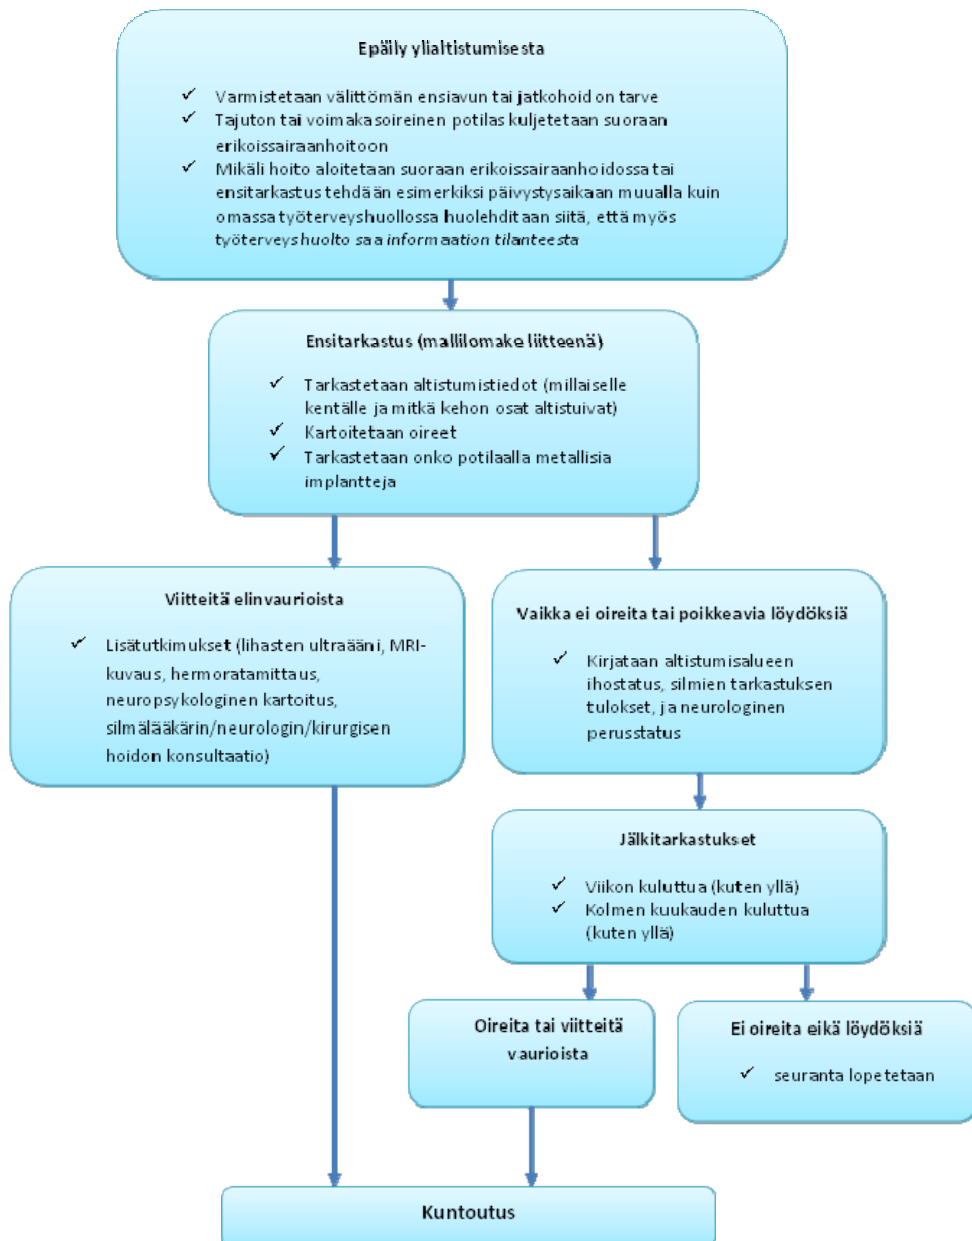 Epäily ylialtistumisesta
✓ Varmistetaan välittömän ensiavun tai jatkohoidon tarve
✓ Tajuton tai voimakasoireinen potilas kuljetetaan suoraan
erikoissairaanhoitoon
✓ Mikäli hoito aloitetaan suoraan erikoissairaanhoidossa tai
ensitarkastus tehdään esimerkiksi päivystysaikaan muualla kuin
omassa työterveyshuollossa huolehditaan siitä, että myös
työterveyshuolto saa informaation tilanteesta
Ensitarkastus (mallilomake liitteenä)
✓ Tarkastetaan altistumistiedot (millaiselle
kentälle ja mitkä kehon osat altistuivat)
✓ Kartoitetaan oireet
✓ Tarkastetaan onko potilaalla metallisia
implantteja
Viitteitä elinvaurioista
✓ Lisätutkimukset (lihasten ultraääni, MRI-
kuvaus, hermoratamittaus,
neuropsykologinen kartoitus,
silmälääkärin/neurologin/kirurgisen
hoidon konsultaatio)
Vaikka ei oireita tai poikkeavia löydöksiä
✓ Kirjataan altistumisalueen
ihostatus, silmien tarkastuksen
tulokset, ja neurologinen
perusstatus
Jälkitarkastukset
✓ Viikon kuluttua (kuten yllä)
✓ Kolmen kuukauden kuluttua
(kuten yllä)
Oireita tai viitteitä
vaurioista
Ei oireita eikä löydöksiä
✓ seuranta lopetetaan
Kuntoutus